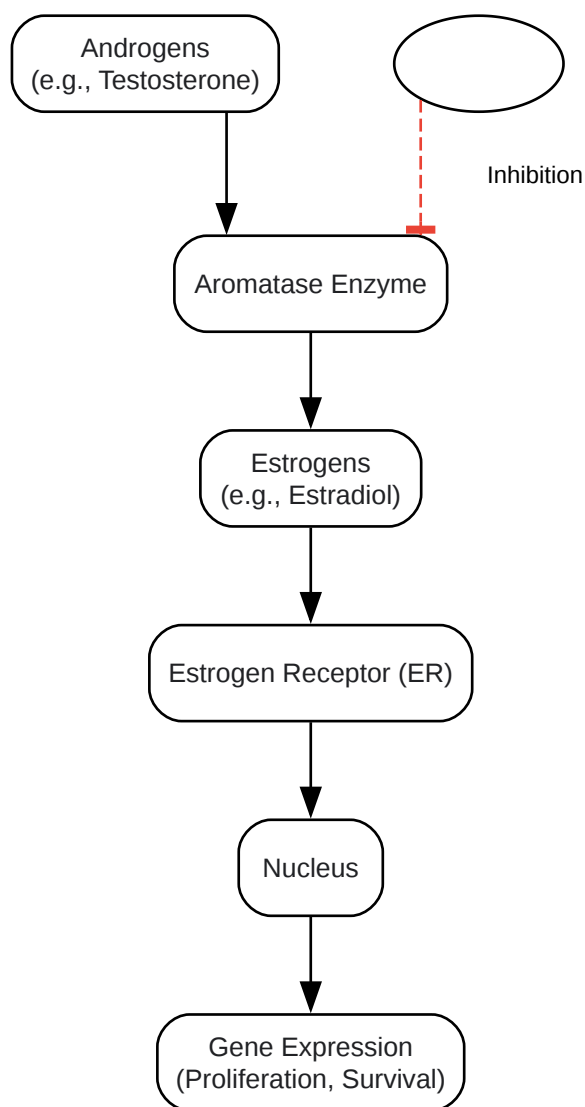 Androgens
(e.g., Testosterone)
Inhibition
Aromatase Enzyme
Estrogens
(e.g., Estradiol)
Estrogen Receptor (ER)
Nucleus
Gene Expression
(Proliferation, Survival)